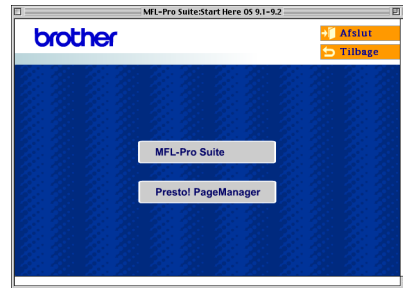 MFL-Pro Suite:Start Here OS 9.1-9.2
brother
Afslut
Tilbage
MFL-Pro Suite
Presto! PageManager